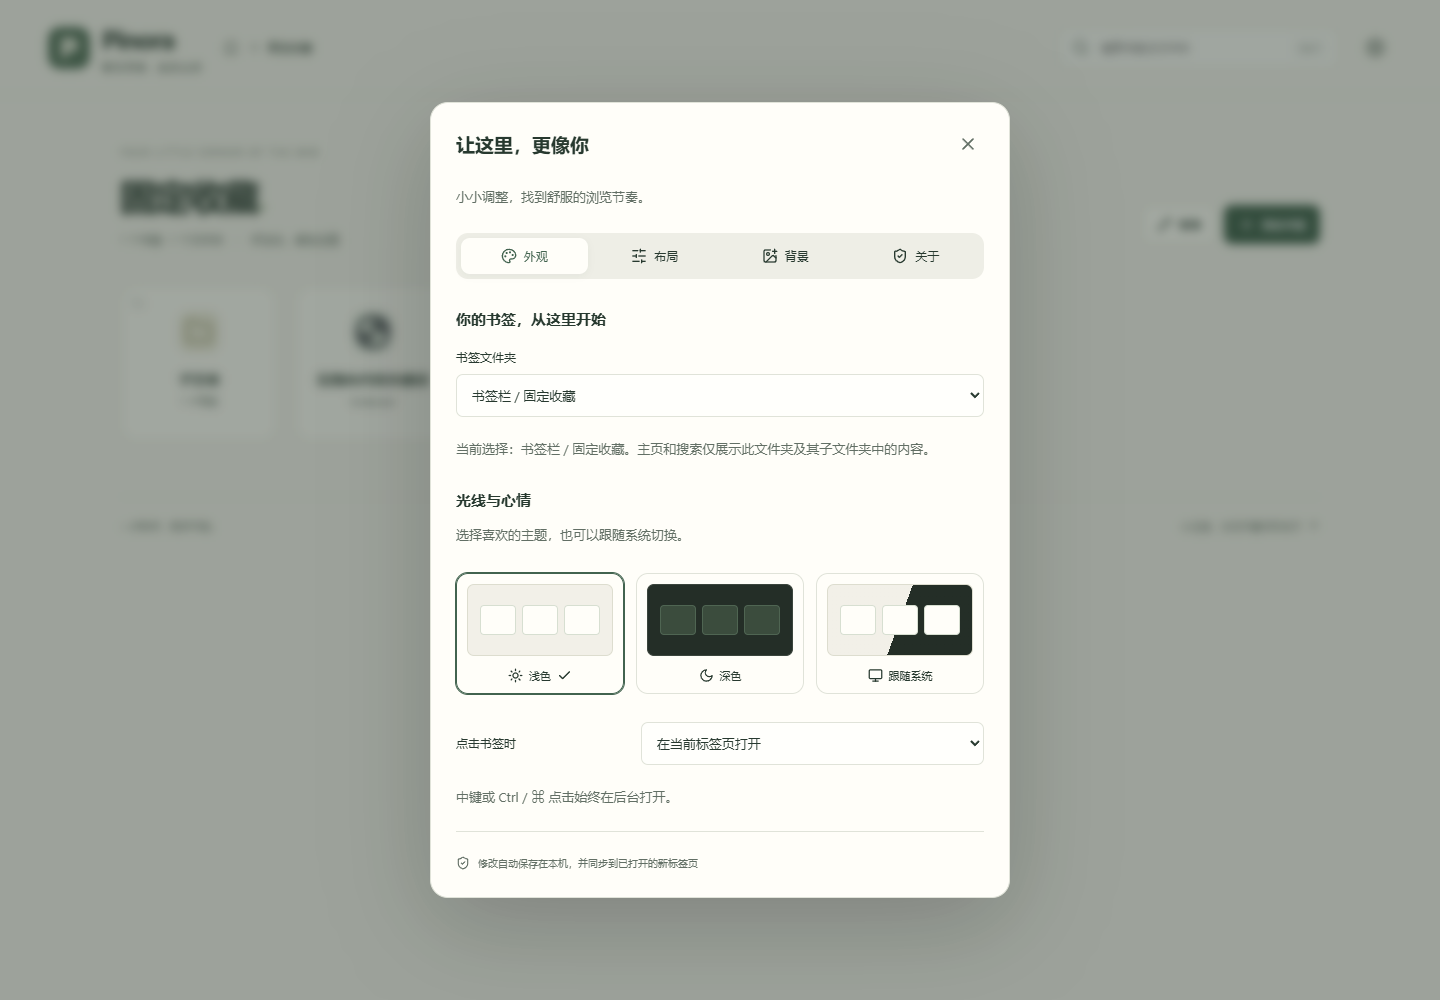 Pinora
固定收藏
让这里，更像你
小小调整，找到舒服的浏览节奏。
外观
布局
背景
关于
你的书签，从这里开始
书签文件夹
书签栏 / 固定收藏
当前选择：书签栏 / 固定收藏。主页和搜索仅展示此文件夹及其子文件夹中的内容。
光线与心情
选择喜欢的主题，也可以跟随系统切换。
浅色
深色
跟随系统
点击书签时
在当前标签页打开
中键或 Ctrl / ⌘ 点击始终在后台打开。
修改自动保存在本机，并同步到已打开的新标签页